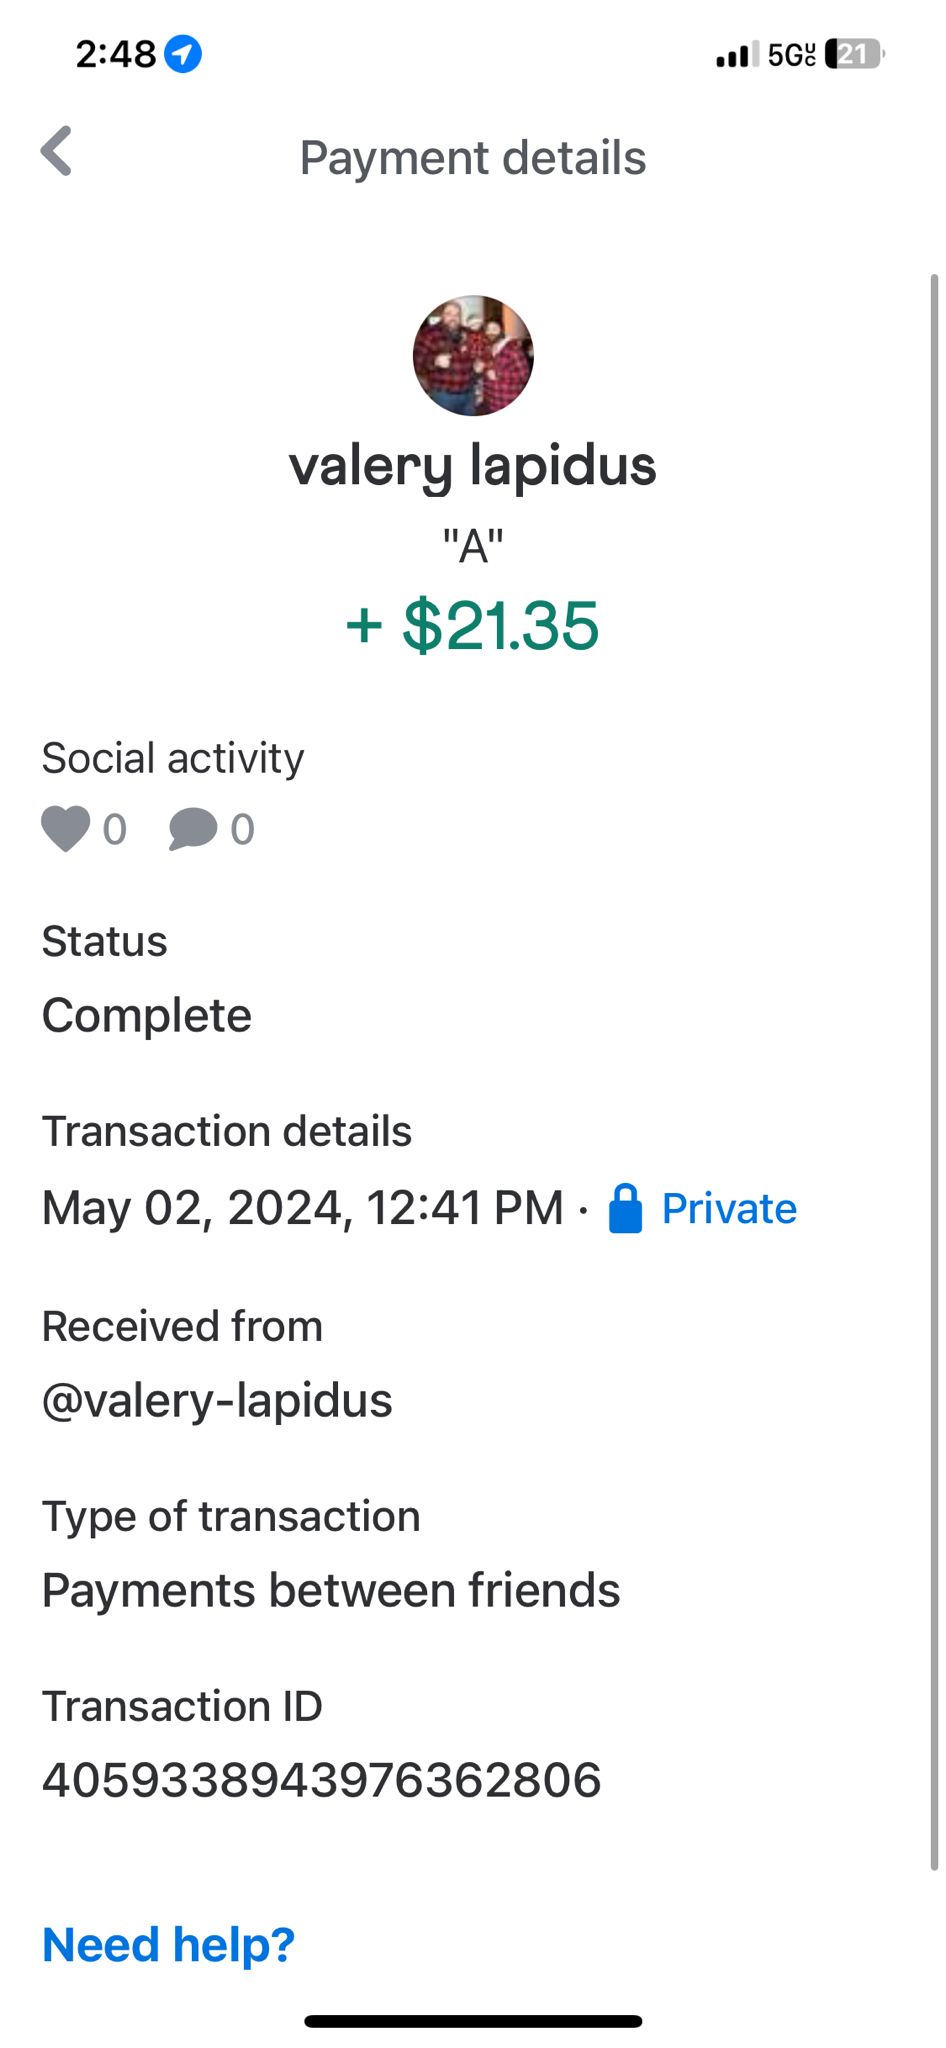 2:48
5GUC 21
Payment details
valery lapidus
"A"
+ $21.35
Social activity
0 0
Status
Complete
Transaction details
May 02, 2024, 12:41 PM · Private
Received from
@valery-lapidus
Type of transaction
Payments between friends
Transaction ID
4059338943976362806
Need help?